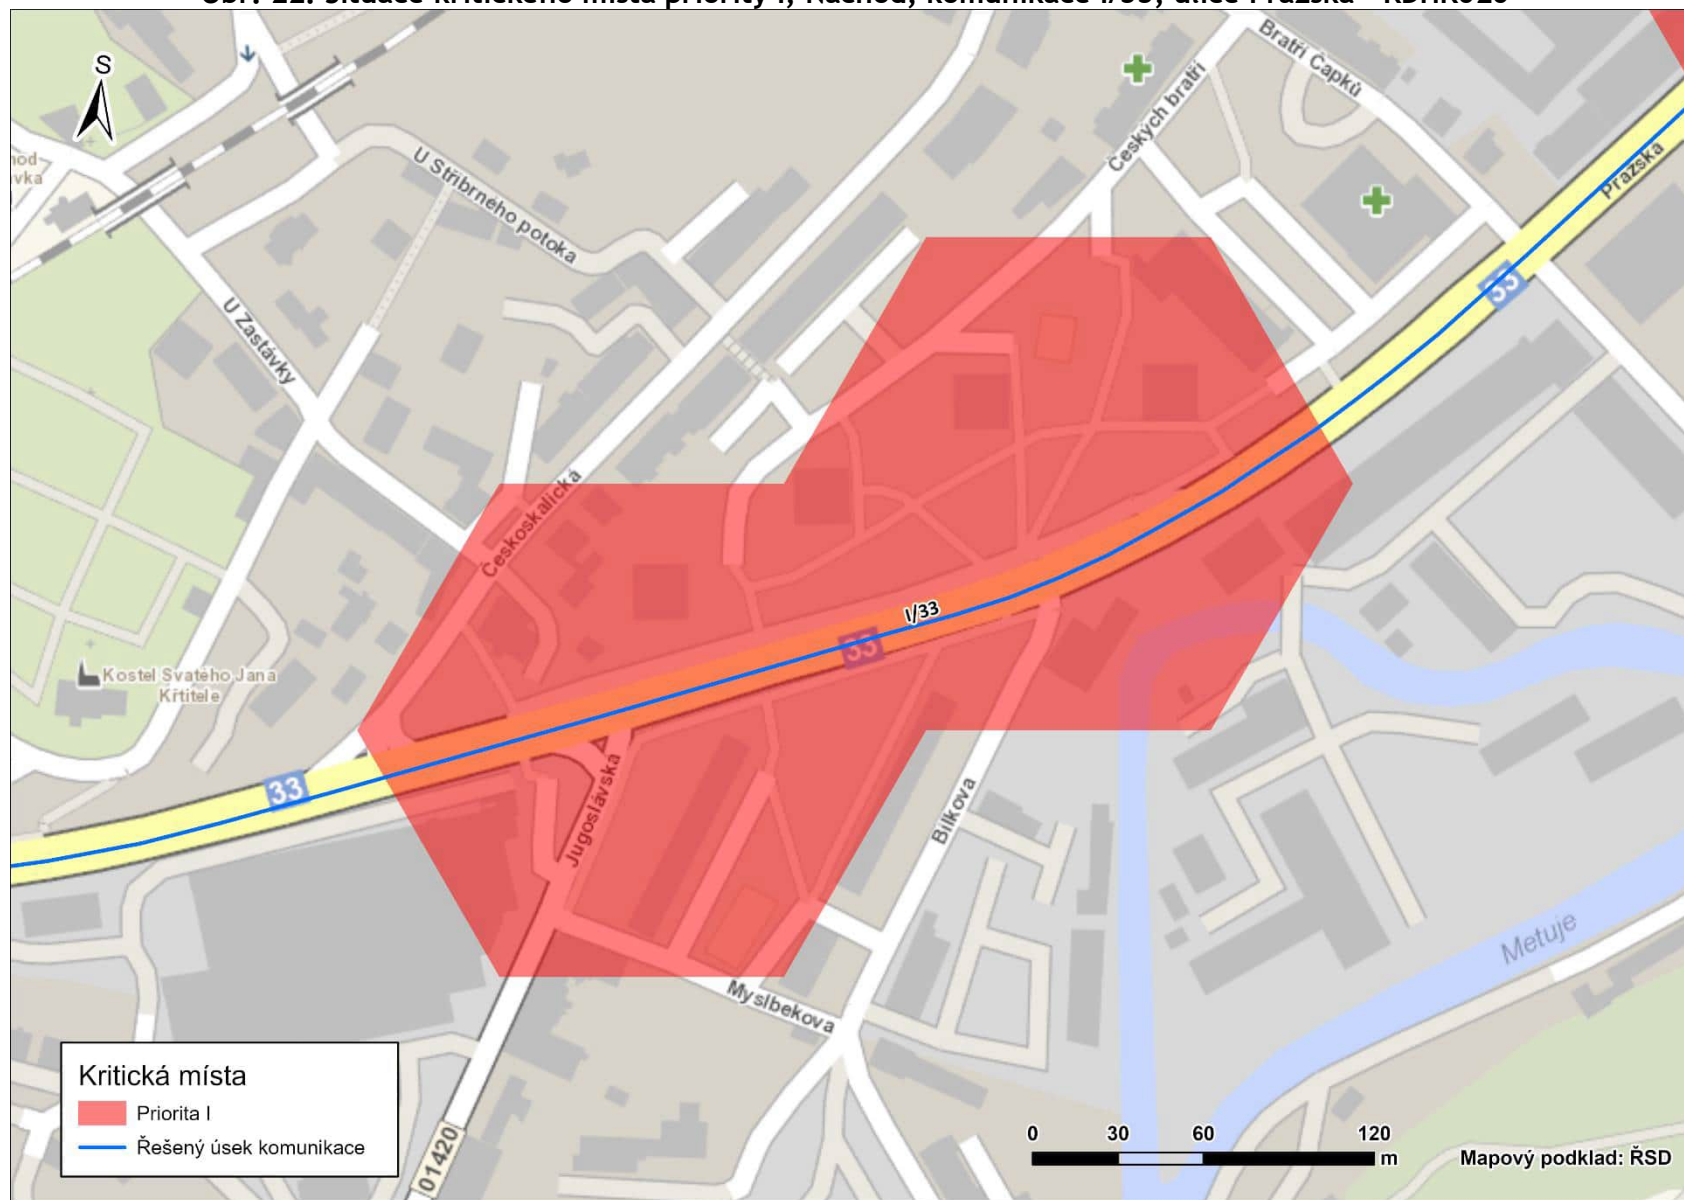 S
Bratří Čapků
Českých bratří
U Stříbrného potoka
Pražská
33
U Zastávky
Českoskalická
I/33
33
Kostel Svatého Jana
Křtitele
33
Jugoslávská
Bílkova
Metuje
Myslbekova
01420
Kritická místa
Priorita I
Řešený úsek komunikace
0 30 60 120
m
Mapový podklad: ŘSD